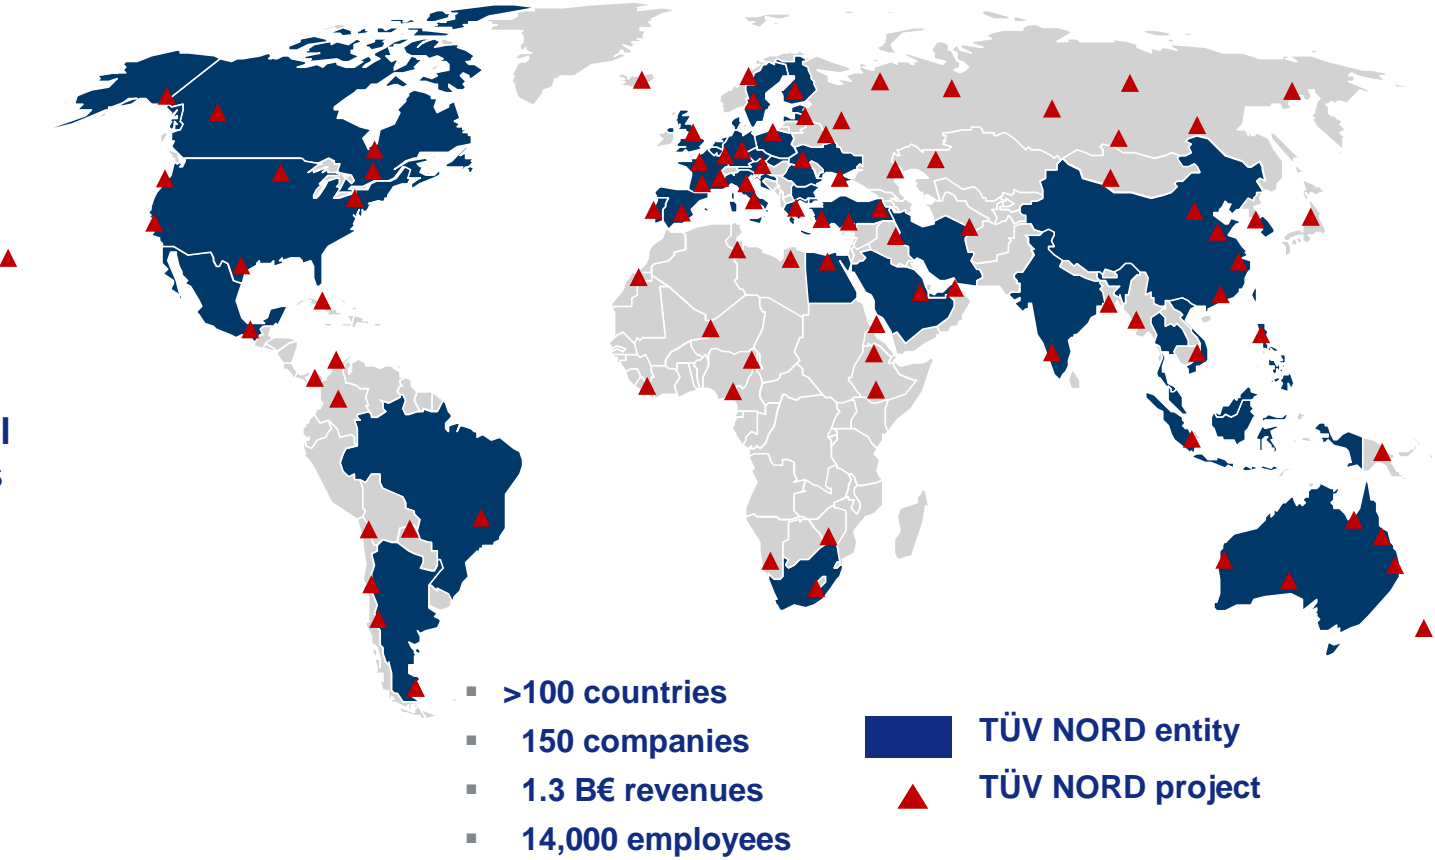 l
s
>100 countries
150 companies
1.3 B€ revenues
14,000 employees
TÜV NORD entity
TÜV NORD project